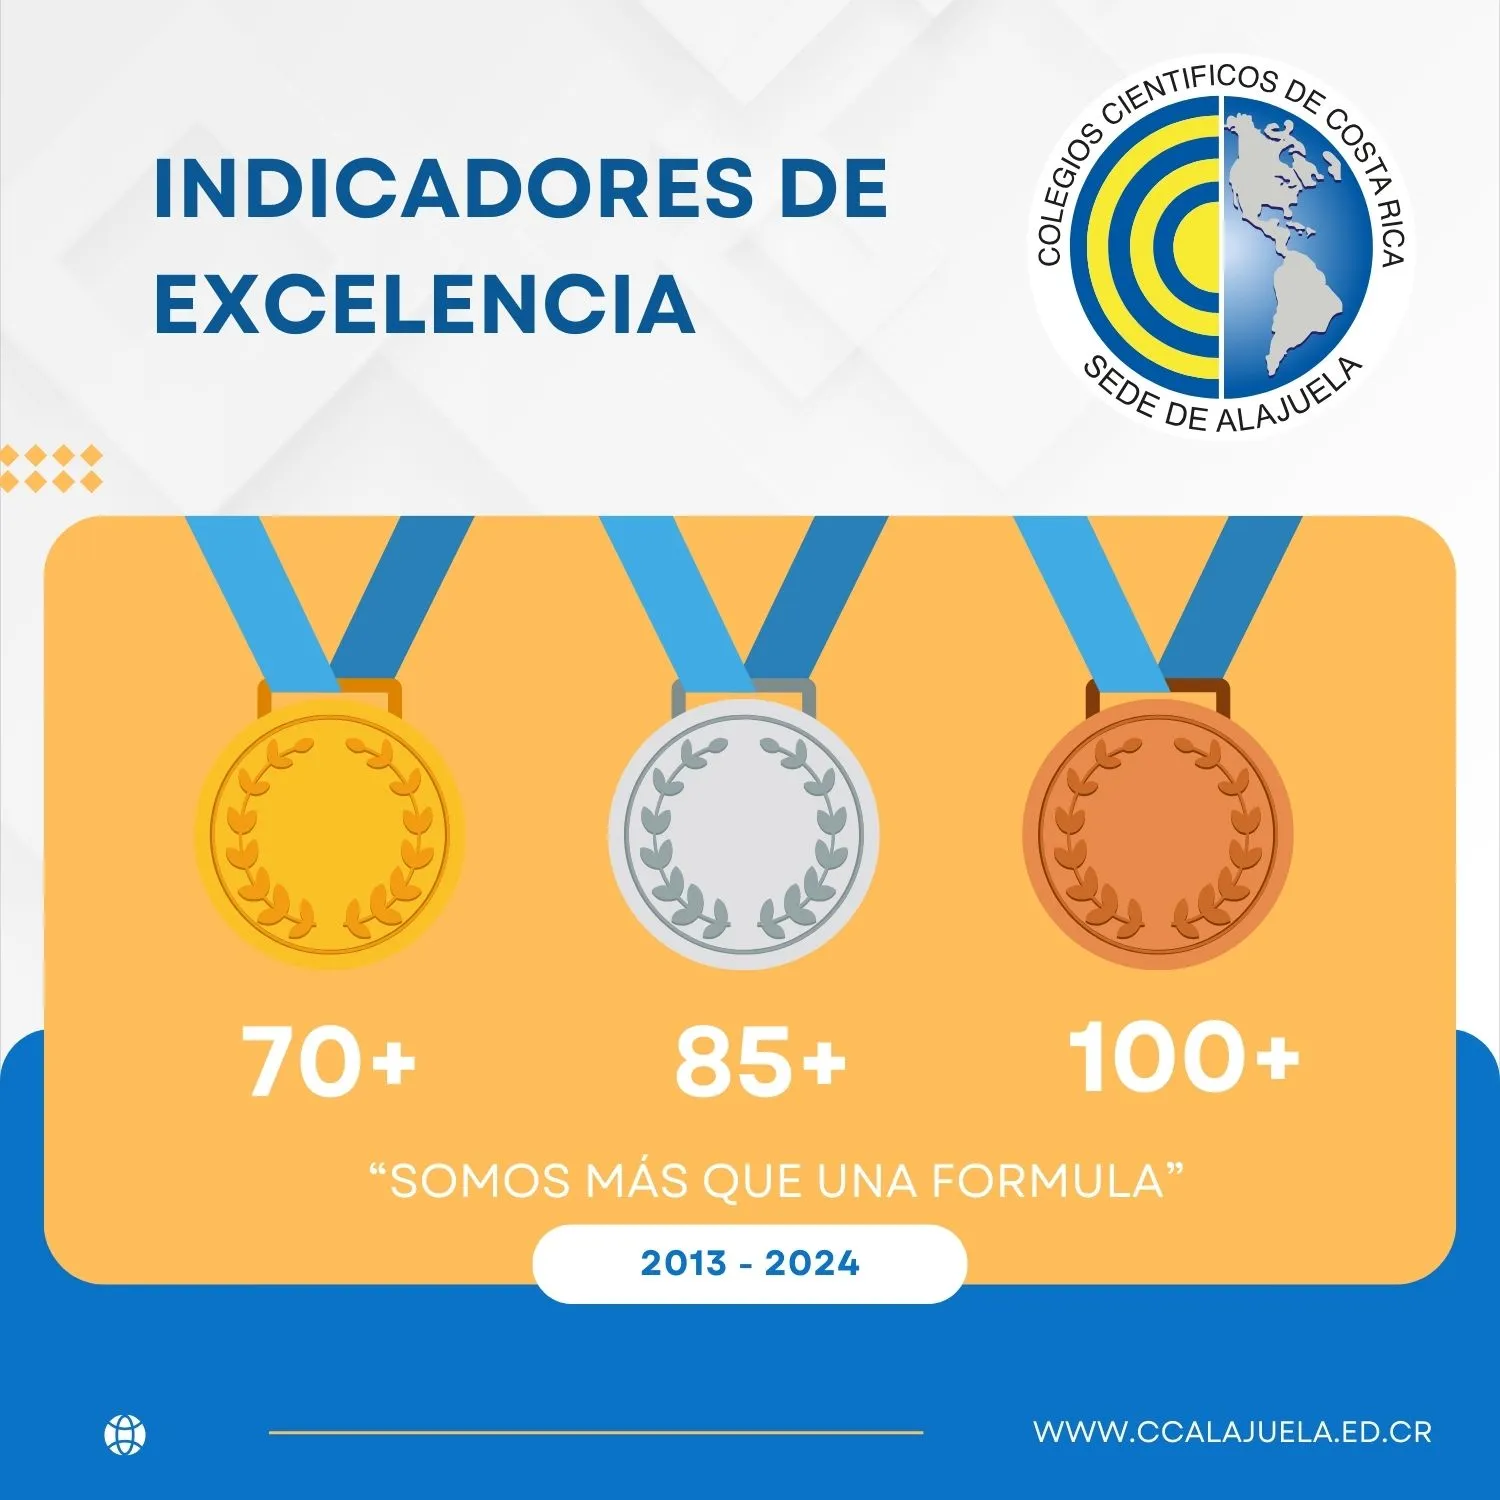 INDICADORES DE
EXCELENCIA
COLEGIOS CIENTIFICOS DE COSTA RICA
SEDE DE ALAJUELA
70+
85+
100+
“SOMOS MÁS QUE UNA FORMULA”
2013 - 2024
WWW.CCALAJUELA.ED.CR